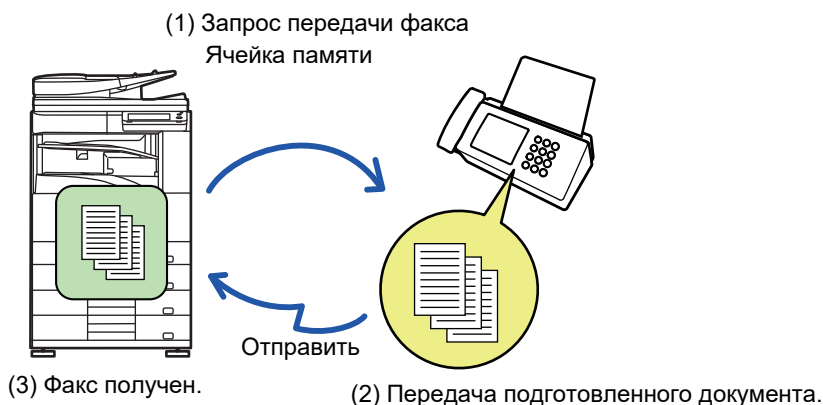 (1) Запрос передачи факса
Ячейка памяти
Отправить
(3) Факс получен.
(2) Передача подготовленного документа.